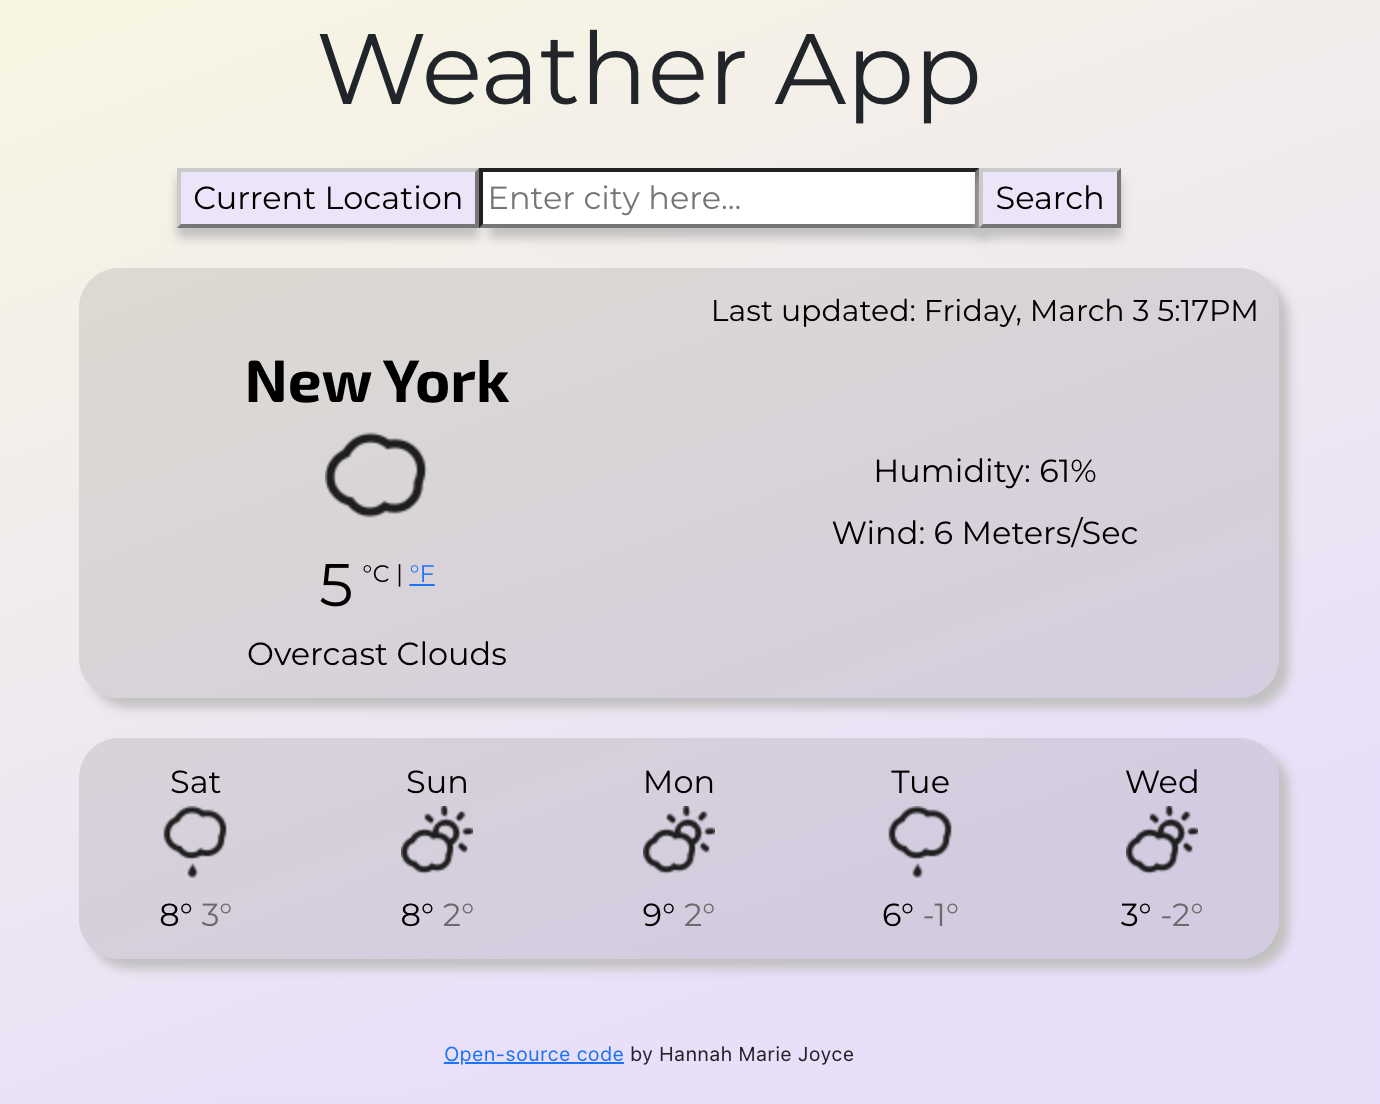 Weather App
Current Location Enter city here... Search
Last updated: Friday, March 3 5:17PM
New York
Humidity: 61%
Wind: 6 Meters/Sec
5 °C | °F
Overcast Clouds
Sat Sun Mon Tue Wed
8° 3° 8° 2° 9° 2° 6° -1° 3° -2°
Open-source code by Hannah Marie Joyce